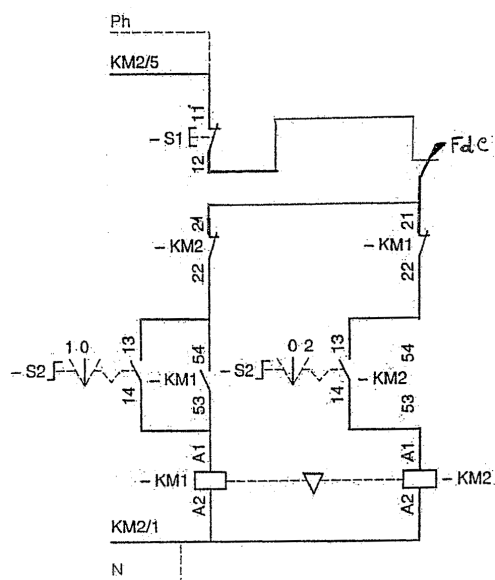 Ph
KM2/5
11
- S1
12
FdC
21
- KM2
22
21
- KM1
22
1 0
- S2
13
14
54
- KM1
53
0 2
- S2
13
14
- KM2
54
53
A1
- KM1
A2
A1
- KM2
A2
KM2/1
N